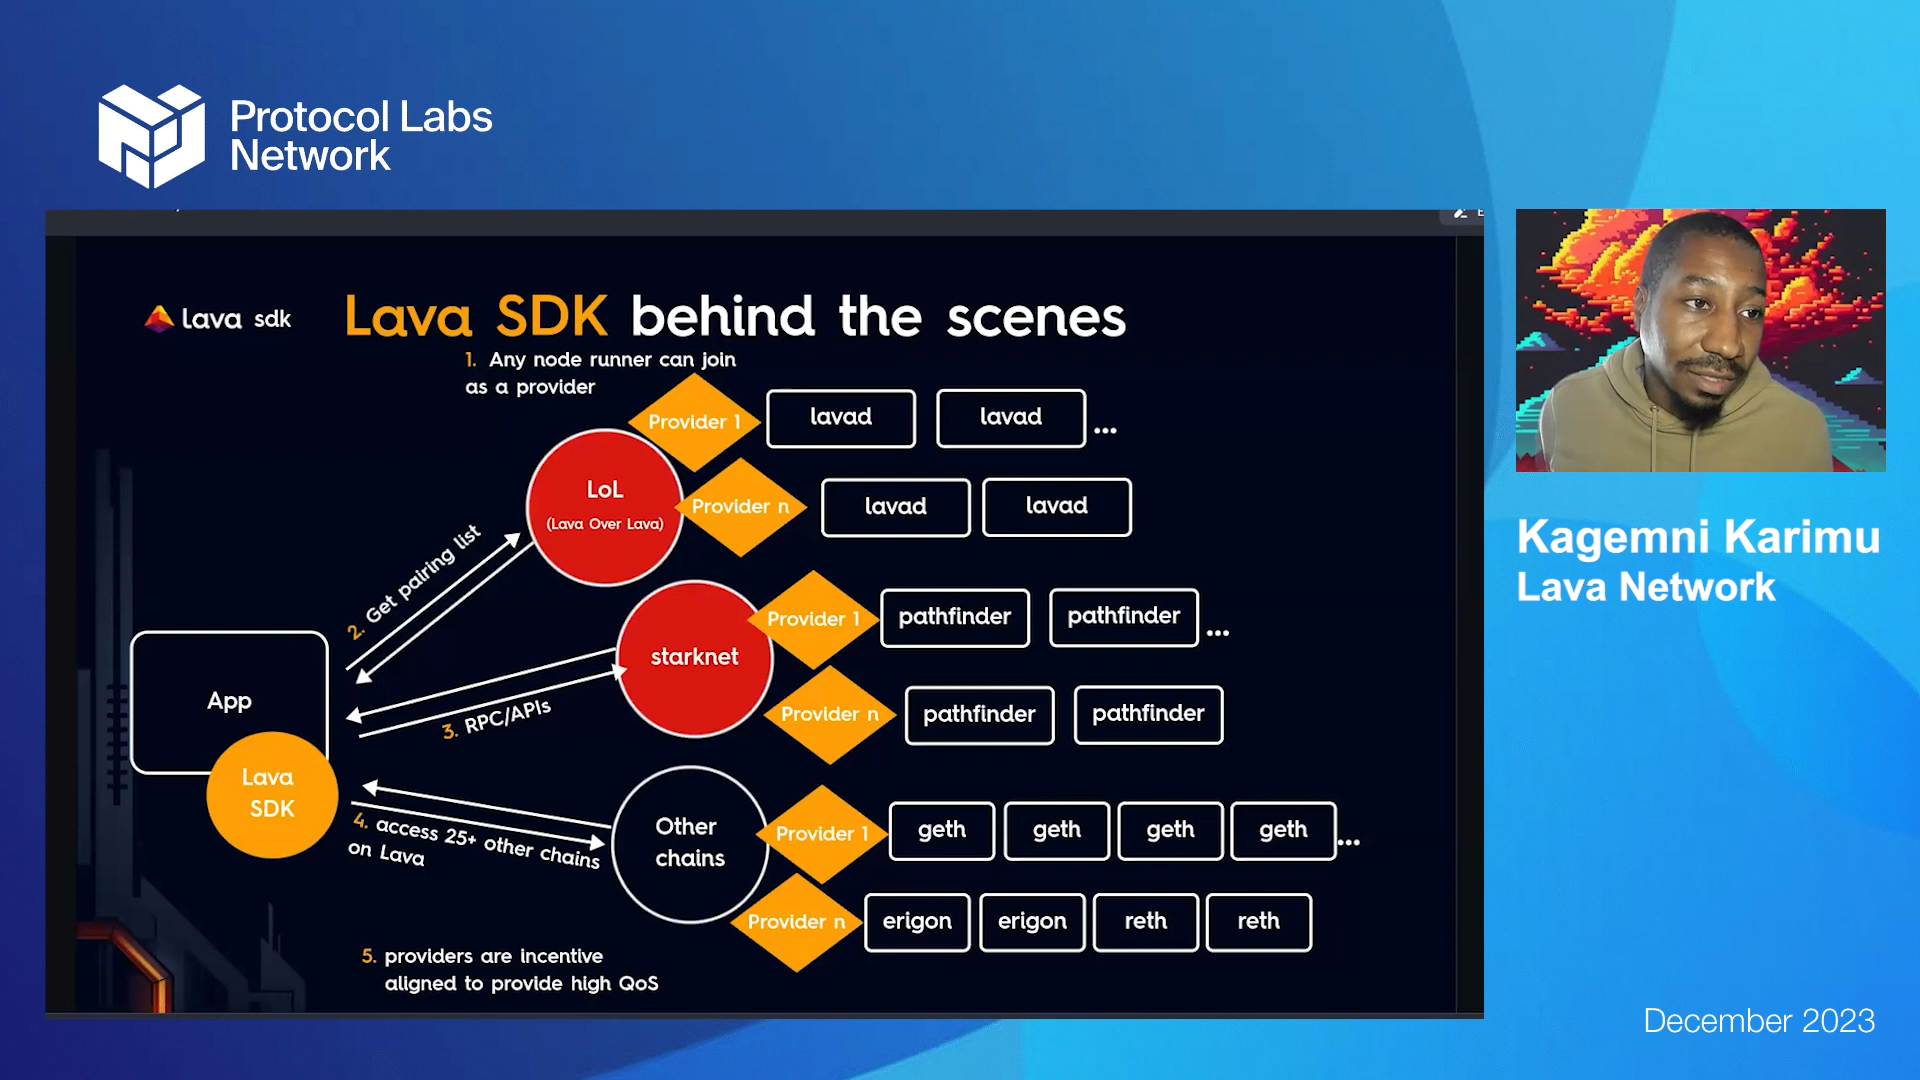 Protocol Labs
Network
Lava sdk
Lava SDK behind the scenes
1. Any node runner can join
as a provider
Provider 1
lavad
lavad
...
LoL
(Lava Over Lava)
Provider n
lavad
lavad
2. Get pairing list
Provider 1
pathfinder
pathfinder
...
starknet
3. RPC/APIs
Provider n
pathfinder
pathfinder
App
Lava
SDK
4. access 25+ other chains
on Lava
Other
chains
Provider 1
geth
geth
geth
geth
...
Provider n
erigon
erigon
reth
reth
5. providers are incentive
aligned to provide high QoS
Kagemni Karimu
Lava Network
December 2023